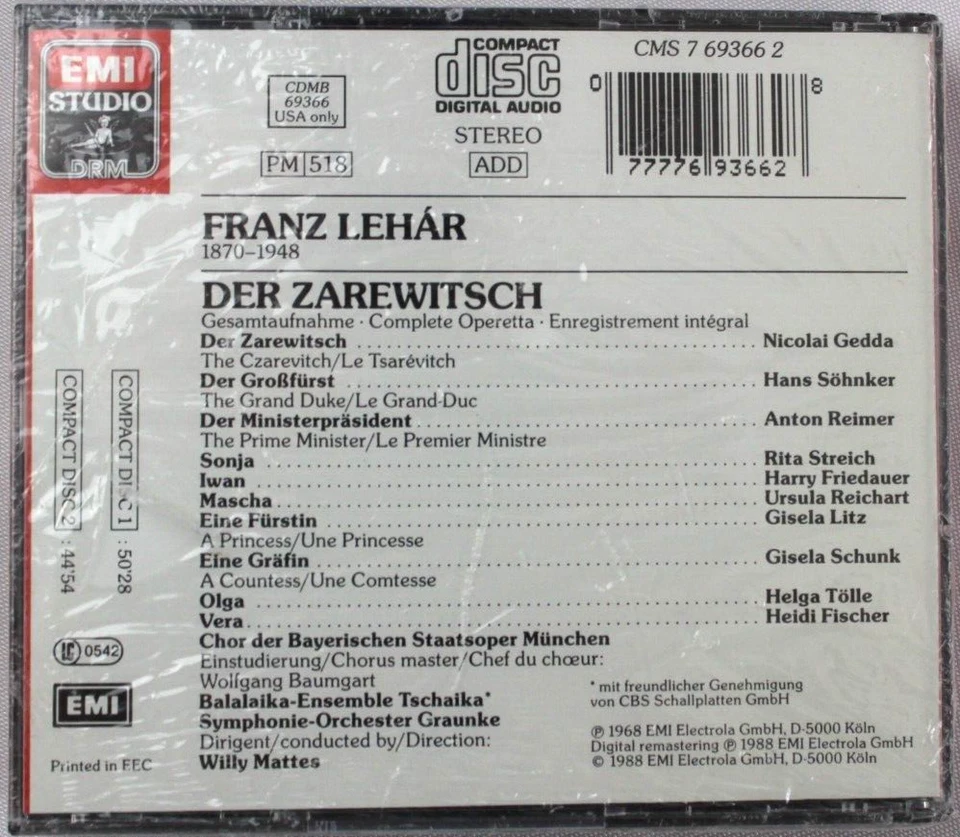 EMI
STUDIO
DRM
CDMB
69366
USA only
PM 518
COMPACT
disc
DIGITAL AUDIO
STEREO
ADD
CMS 7 69366 2
0 77776 93662 8
FRANZ LEHÁR
1870–1948
DER ZAREWITSCH
Gesamtaufnahme · Complete Operetta · Enregistrement intégral
Der Zarewitsch . . . . . . . . . . Nicolai Gedda
The Czarevitch/Le Tsarévitch
Der Großfürst . . . . . . . . . . Hans Söhnker
The Grand Duke/Le Grand-Duc
Der Ministerpräsident . . . . . . . . . . Anton Reimer
The Prime Minister/Le Premier Ministre
Sonja . . . . . . . . . . Rita Streich
Iwan . . . . . . . . . . Harry Friedauer
Mascha . . . . . . . . . . Ursula Reichart
Eine Fürstin . . . . . . . . . . Gisela Litz
A Princess/Une Princesse
Eine Gräfin . . . . . . . . . . Gisela Schunk
A Countess/Une Comtesse
Olga . . . . . . . . . . Helga Tölle
Vera . . . . . . . . . . Heidi Fischer
Chor der Bayerischen Staatsoper München
Einstudierung/Chorus master/Chef du chœur:
Wolfgang Baumgart
Balalaika-Ensemble Tschaika*
Symphonie-Orchester Graunke
Dirigent/conducted by/Direction:
Willy Mattes
* mit freundlicher Genehmigung
von CBS Schallplatten GmbH
℗ 1968 EMI Electrola GmbH, D-5000 Köln
Digital remastering ℗ 1988 EMI Electrola GmbH
© 1988 EMI Electrola GmbH, D-5000 Köln
COMPACT DISC 1 : 50'28
COMPACT DISC 2 : 44'54
LC 0542
EMI
Printed in EEC